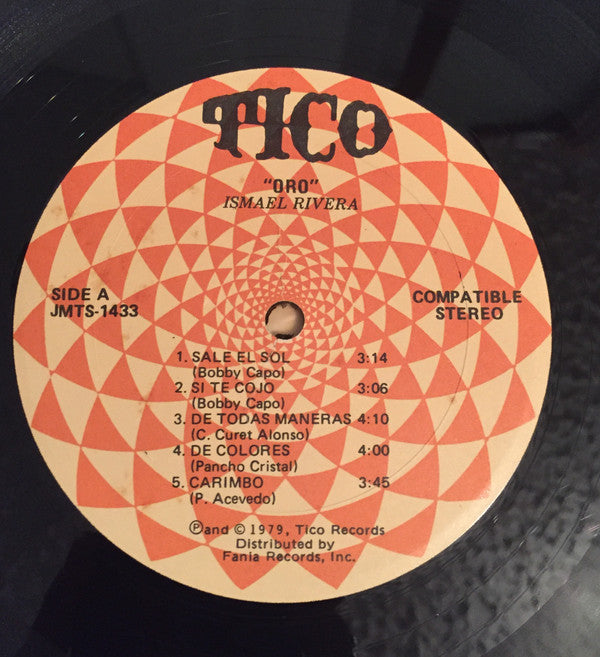 TICO
"ORO"
ISMAEL RIVERA
SIDE A
JMTS-1433
COMPATIBLE
STEREO
1. SALE EL SOL 3:14
(Bobby Capo)
2. SI TE COJO 3:06
(Bobby Capo)
3. DE TODAS MANERAS 4:10
(C. Curet Alonso)
4. DE COLORES 4:00
(Pancho Cristal)
5. CARIMBO 3:45
(P. Acevedo)
℗and © 1979, Tico Records
Distributed by
Fania Records, Inc.